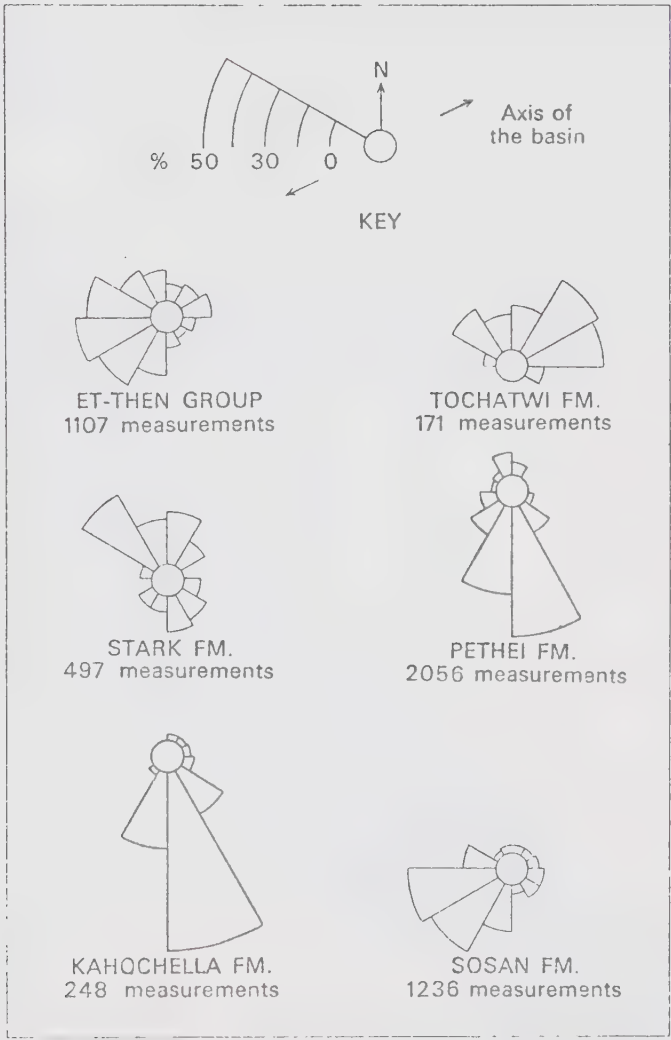 N
Axis of
the basin
% 50 30 0
KEY
ET-THEN GROUP
1107 measurements
TOCHATWI FM.
171 measurements
STARK FM.
497 measurements
PETHEI FM.
2056 measurements
KAHOCHELLA FM.
248 measurements
SOSAN FM.
1236 measurements